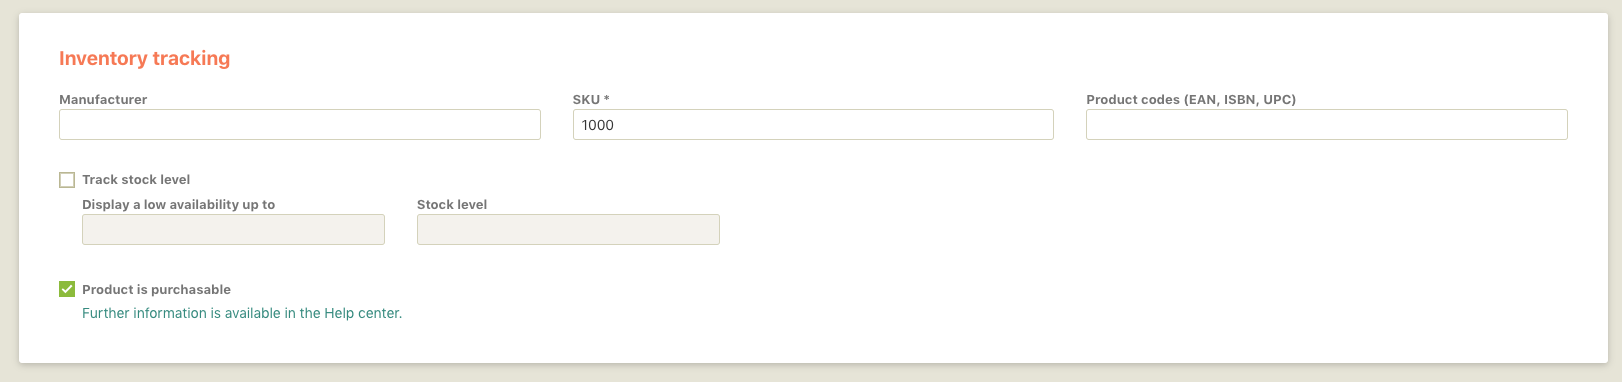 Inventory tracking
Manufacturer
SKU *
Product codes (EAN, ISBN, UPC)
1000
Track stock level
Display a low availability up to
Stock level
Product is purchasable
Further information is available in the Help center.